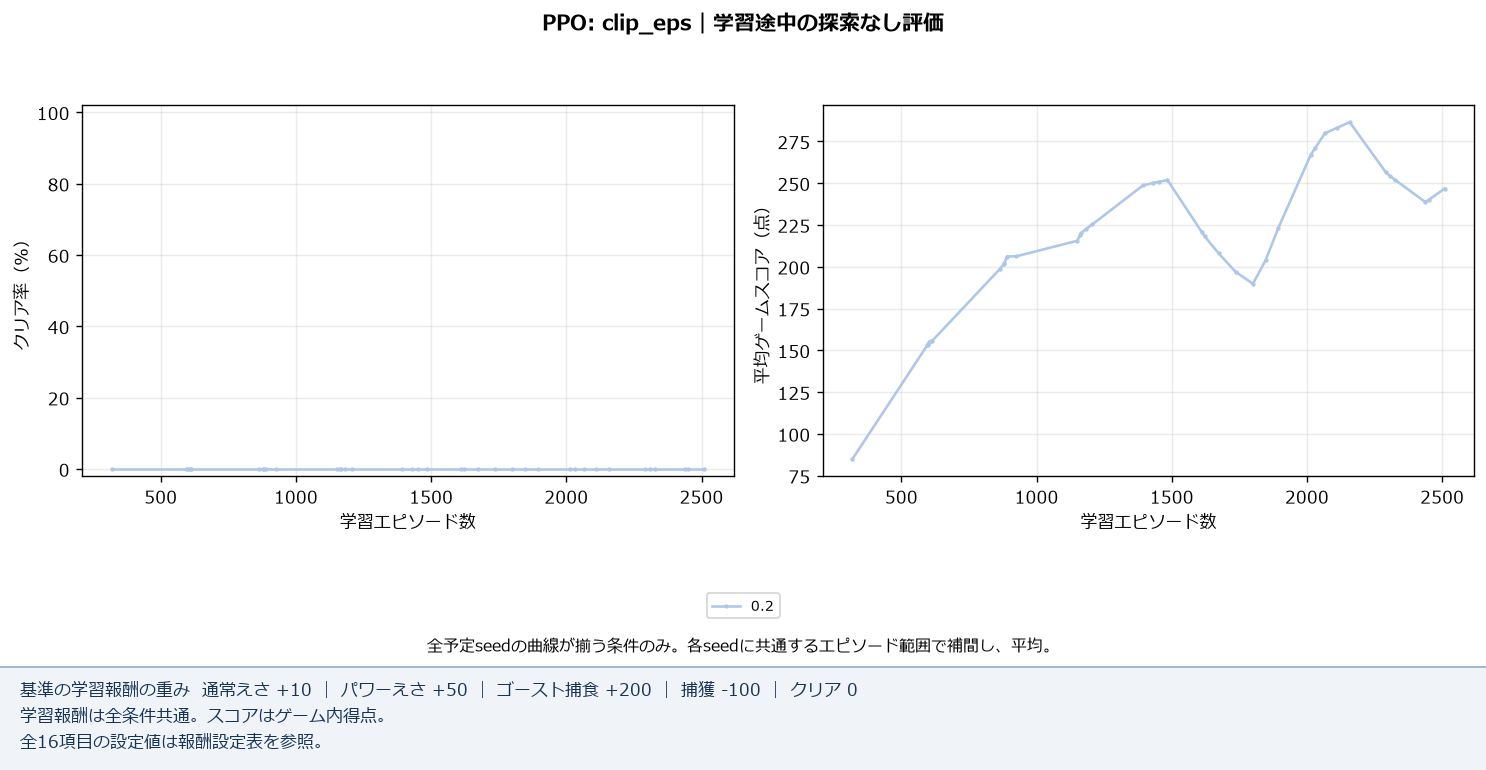 PPO: clip_eps｜学習途中の探索なし評価
クリア率（%）
100
80
60
40
20
0
500
1000
1500
2000
2500
学習エピソード数
平均ゲームスコア（点）
275
250
225
200
175
150
125
100
75
500
1000
1500
2000
2500
学習エピソード数
0.2
全予定seedの曲線が揃う条件のみ。各seedに共通するエピソード範囲で補間し、平均。
基準の学習報酬の重み 通常えさ +10 ｜ パワーえさ +50 ｜ ゴースト捕食 +200 ｜ 捕獲 -100 ｜ クリア 0
学習報酬は全条件共通。スコアはゲーム内得点。
全16項目の設定値は報酬設定表を参照。